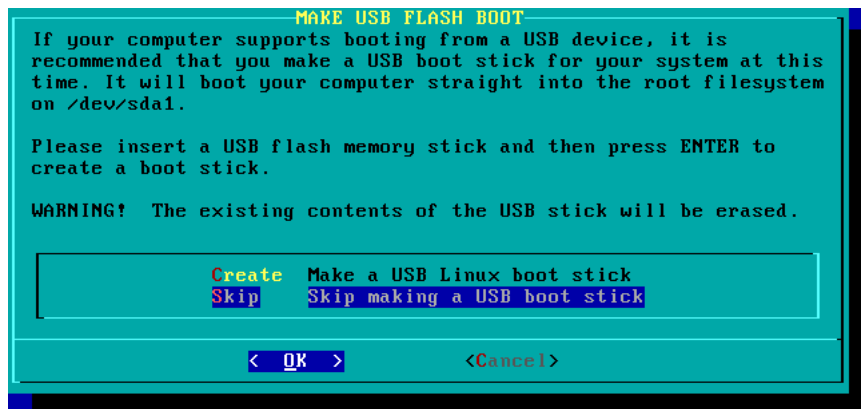 MAKE USB FLASH BOOT
If your computer supports booting from a USB device, it is
recommended that you make a USB boot stick for your system at this
time. It will boot your computer straight into the root filesystem
on /dev/sda1.
Please insert a USB flash memory stick and then press ENTER to
create a boot stick.
WARNING!  The existing contents of the USB stick will be erased.
Create  Make a USB Linux boot stick
Skip  Skip making a USB boot stick
<  OK  > <Cancel>